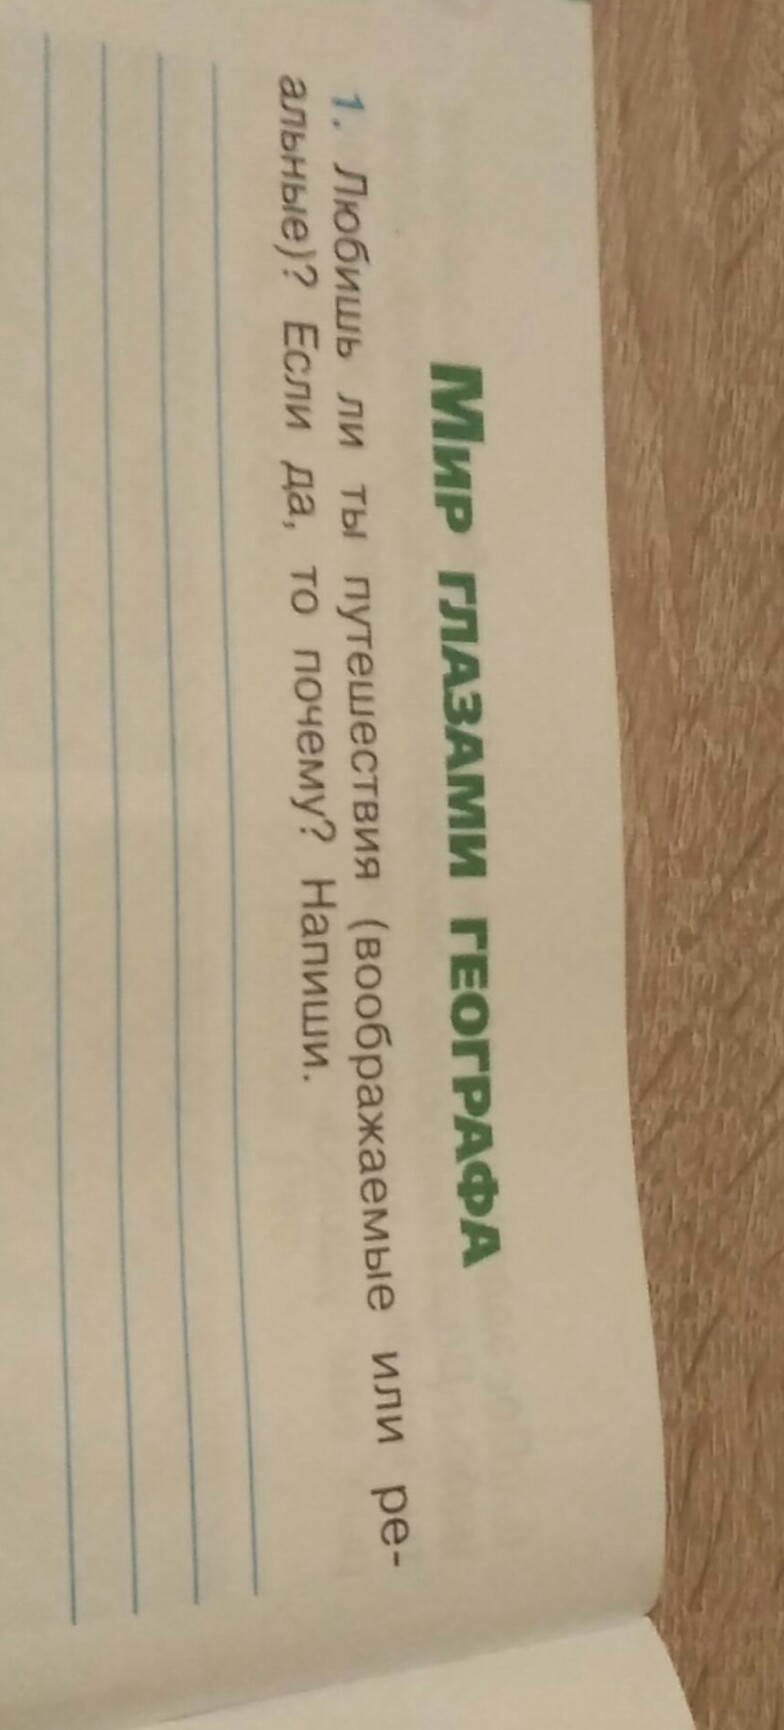 МИР ГЛАЗАМИ ГЕОГРАФА
1. Любишь ли ты путешествия (воображаемые или ре-
альные)? Если да, то почему? Напиши.